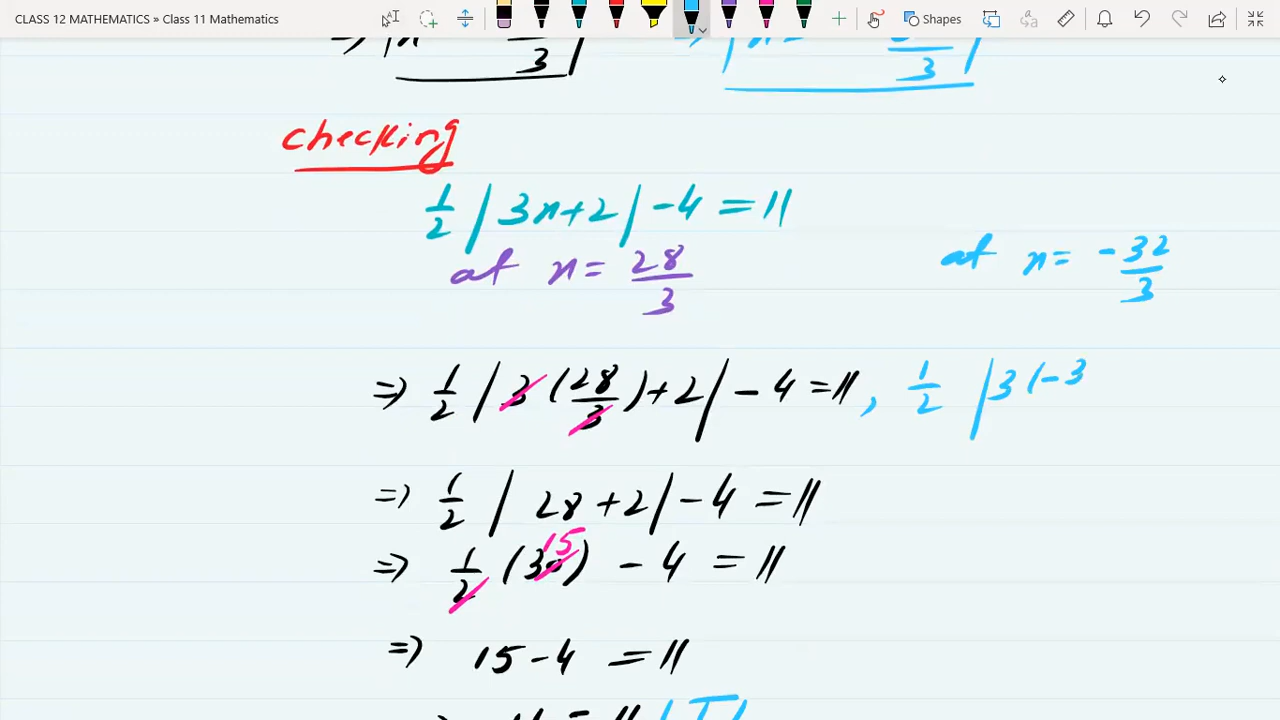 CLASS 12 MATHEMATICS » Class 11 Mathematics
Shapes
checking
1/2 |3x+2| -4 = 11
at x = 28/3
at x = -32/3
=> 1/2 |3(28/3)+2| - 4 = 11, 1/2 |3(-3
=> 1/2 | 28 +2| - 4 = 11
=> 1/2 (30) - 4 = 11
15
=> 15 - 4 = 11